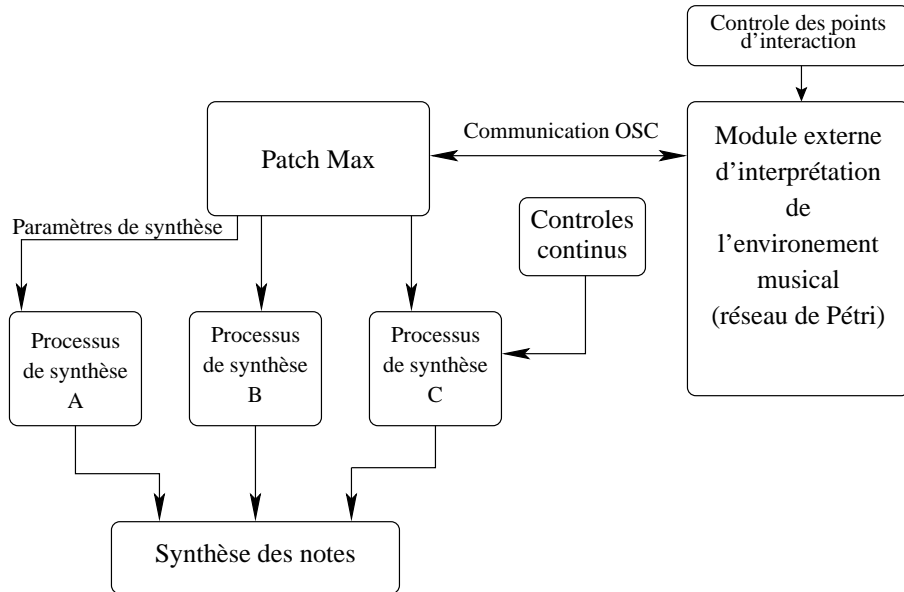 Controle des points
d'interaction
Communication OSC
Patch Max
Module externe
d'interprétation
de
l'environement
musical
(réseau de Pétri)
Paramètres de synthèse
Controles
continus
Processus
de synthèse
A
Processus
de synthèse
B
Processus
de synthèse
C
Synthèse des notes